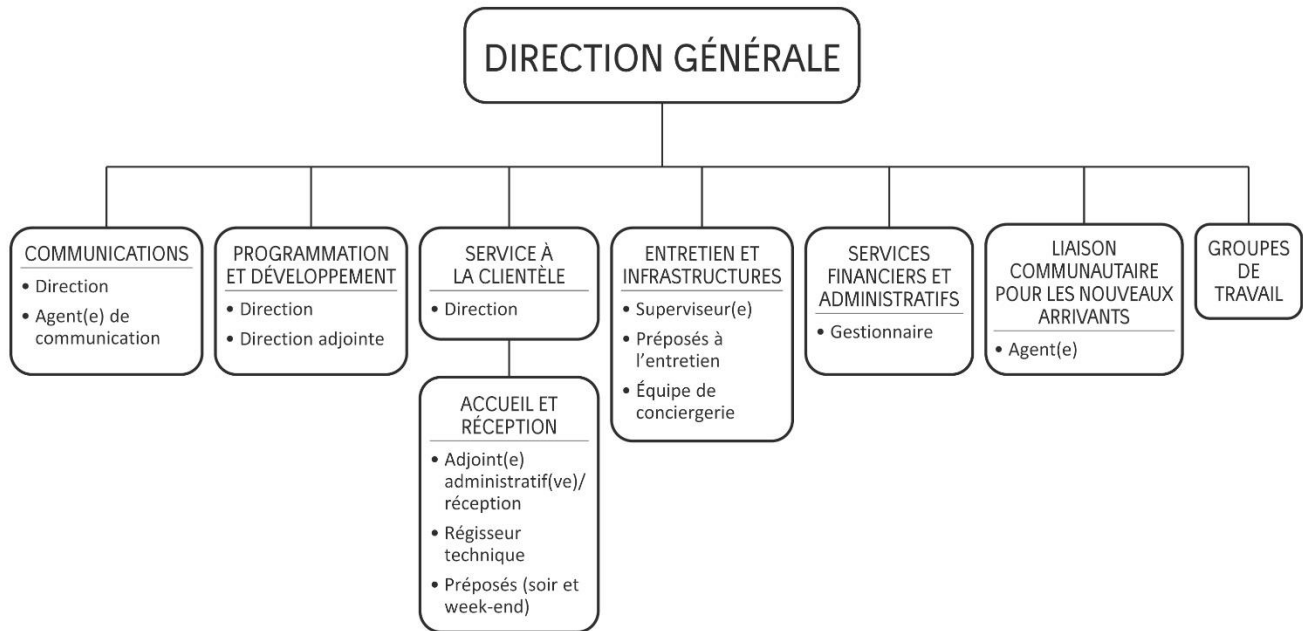 DIRECTION GÉNÉRALE
COMMUNICATIONS
• Direction
• Agent(e) de
communication
PROGRAMMATION
ET DÉVELOPPEMENT
• Direction
• Direction adjointe
SERVICE À
LA CLIENTÈLE
• Direction
ACCUEIL ET
RÉCEPTION
• Adjoint(e)
administratif(ve)/
réception
• Régisseur
technique
• Préposés (soir et
week-end)
ENTRETIEN ET
INFRASTRUCTURES
• Superviseur(e)
• Préposés à
l’entretien
• Équipe de
conciergerie
SERVICES
FINANCIERS ET
ADMINISTRATIFS
• Gestionnaire
LIAISON
COMMUNAUTAIRE
POUR LES NOUVEAUX
ARRIVANTS
• Agent(e)
GROUPES
DE
TRAVAIL